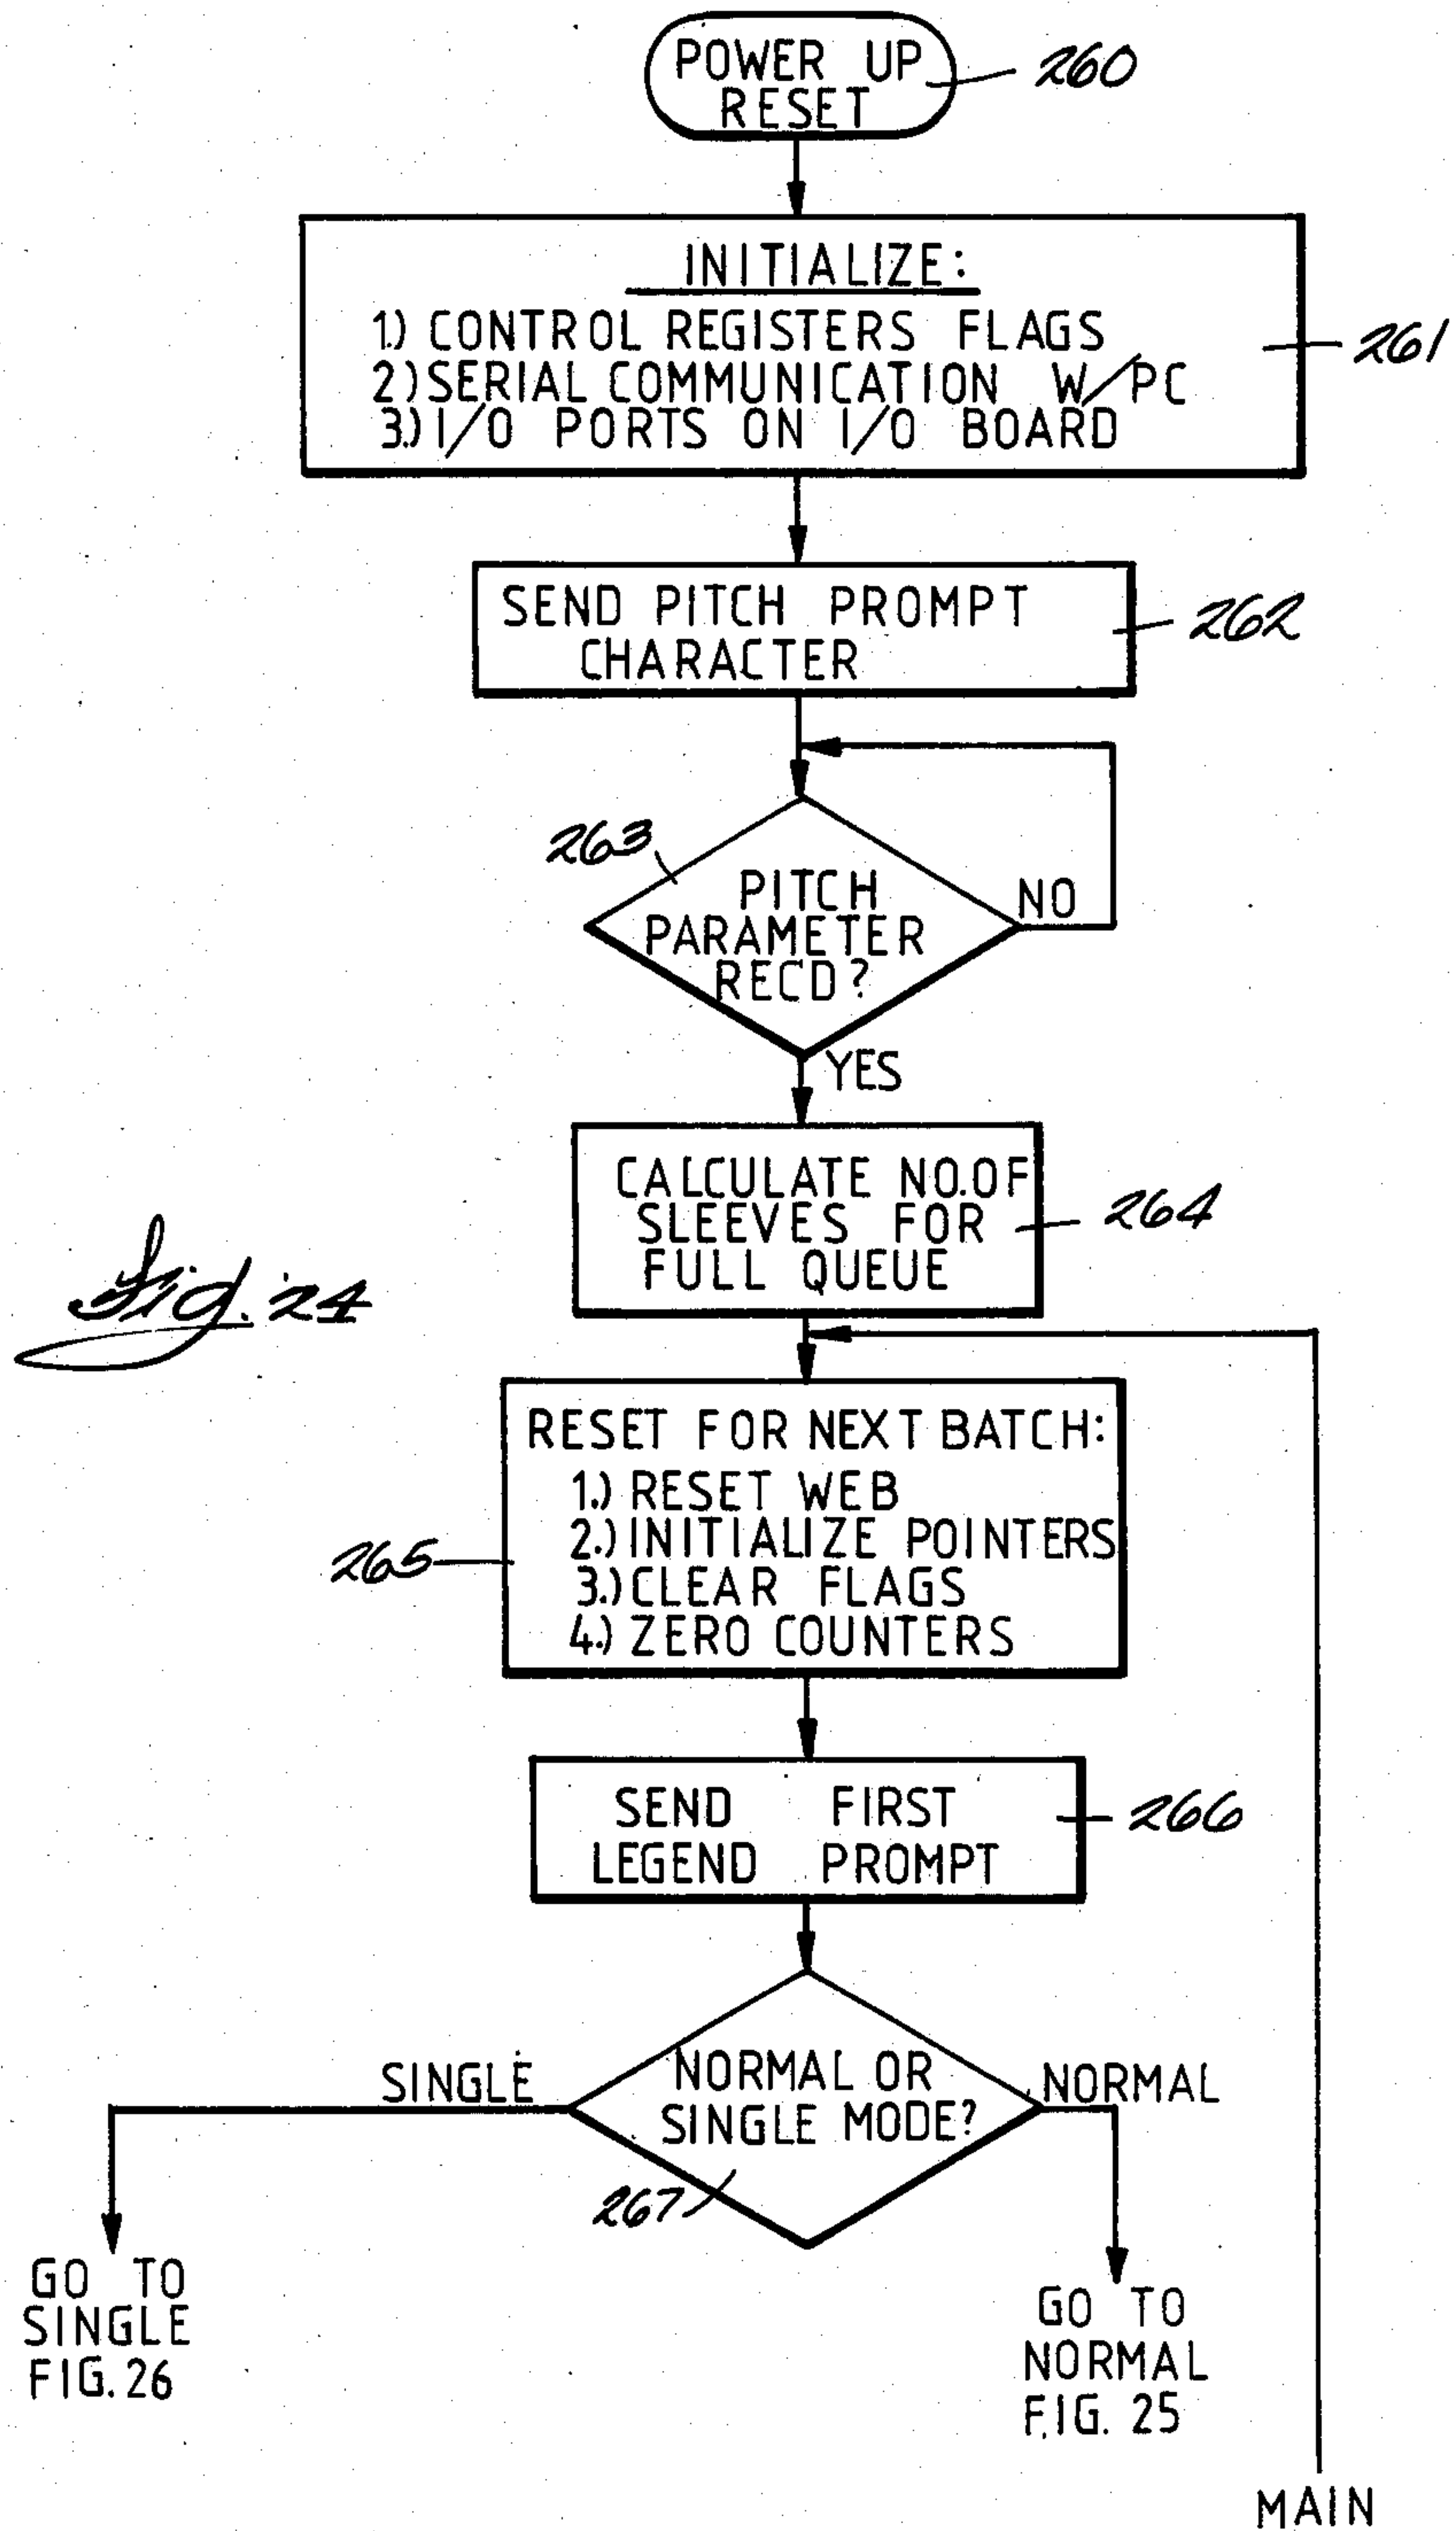 POWER UP
RESET
260
INITIALIZE:
1.) CONTROL REGISTERS FLAGS
2.) SERIAL COMMUNICATION W/PC
3.) I/O PORTS ON I/O BOARD
261
SEND PITCH PROMPT
CHARACTER
262
263
PITCH
PARAMETER
RECD?
NO
YES
CALCULATE NO. OF
SLEEVES FOR
FULL QUEUE
264
Fig. 24
RESET FOR NEXT BATCH:
1.) RESET WEB
2.) INITIALIZE POINTERS
3.) CLEAR FLAGS
4.) ZERO COUNTERS
265
SEND FIRST
LEGEND PROMPT
266
SINGLE
NORMAL OR
SINGLE MODE?
NORMAL
267
GO TO
SINGLE
FIG. 26
GO TO
NORMAL
FIG. 25
MAIN